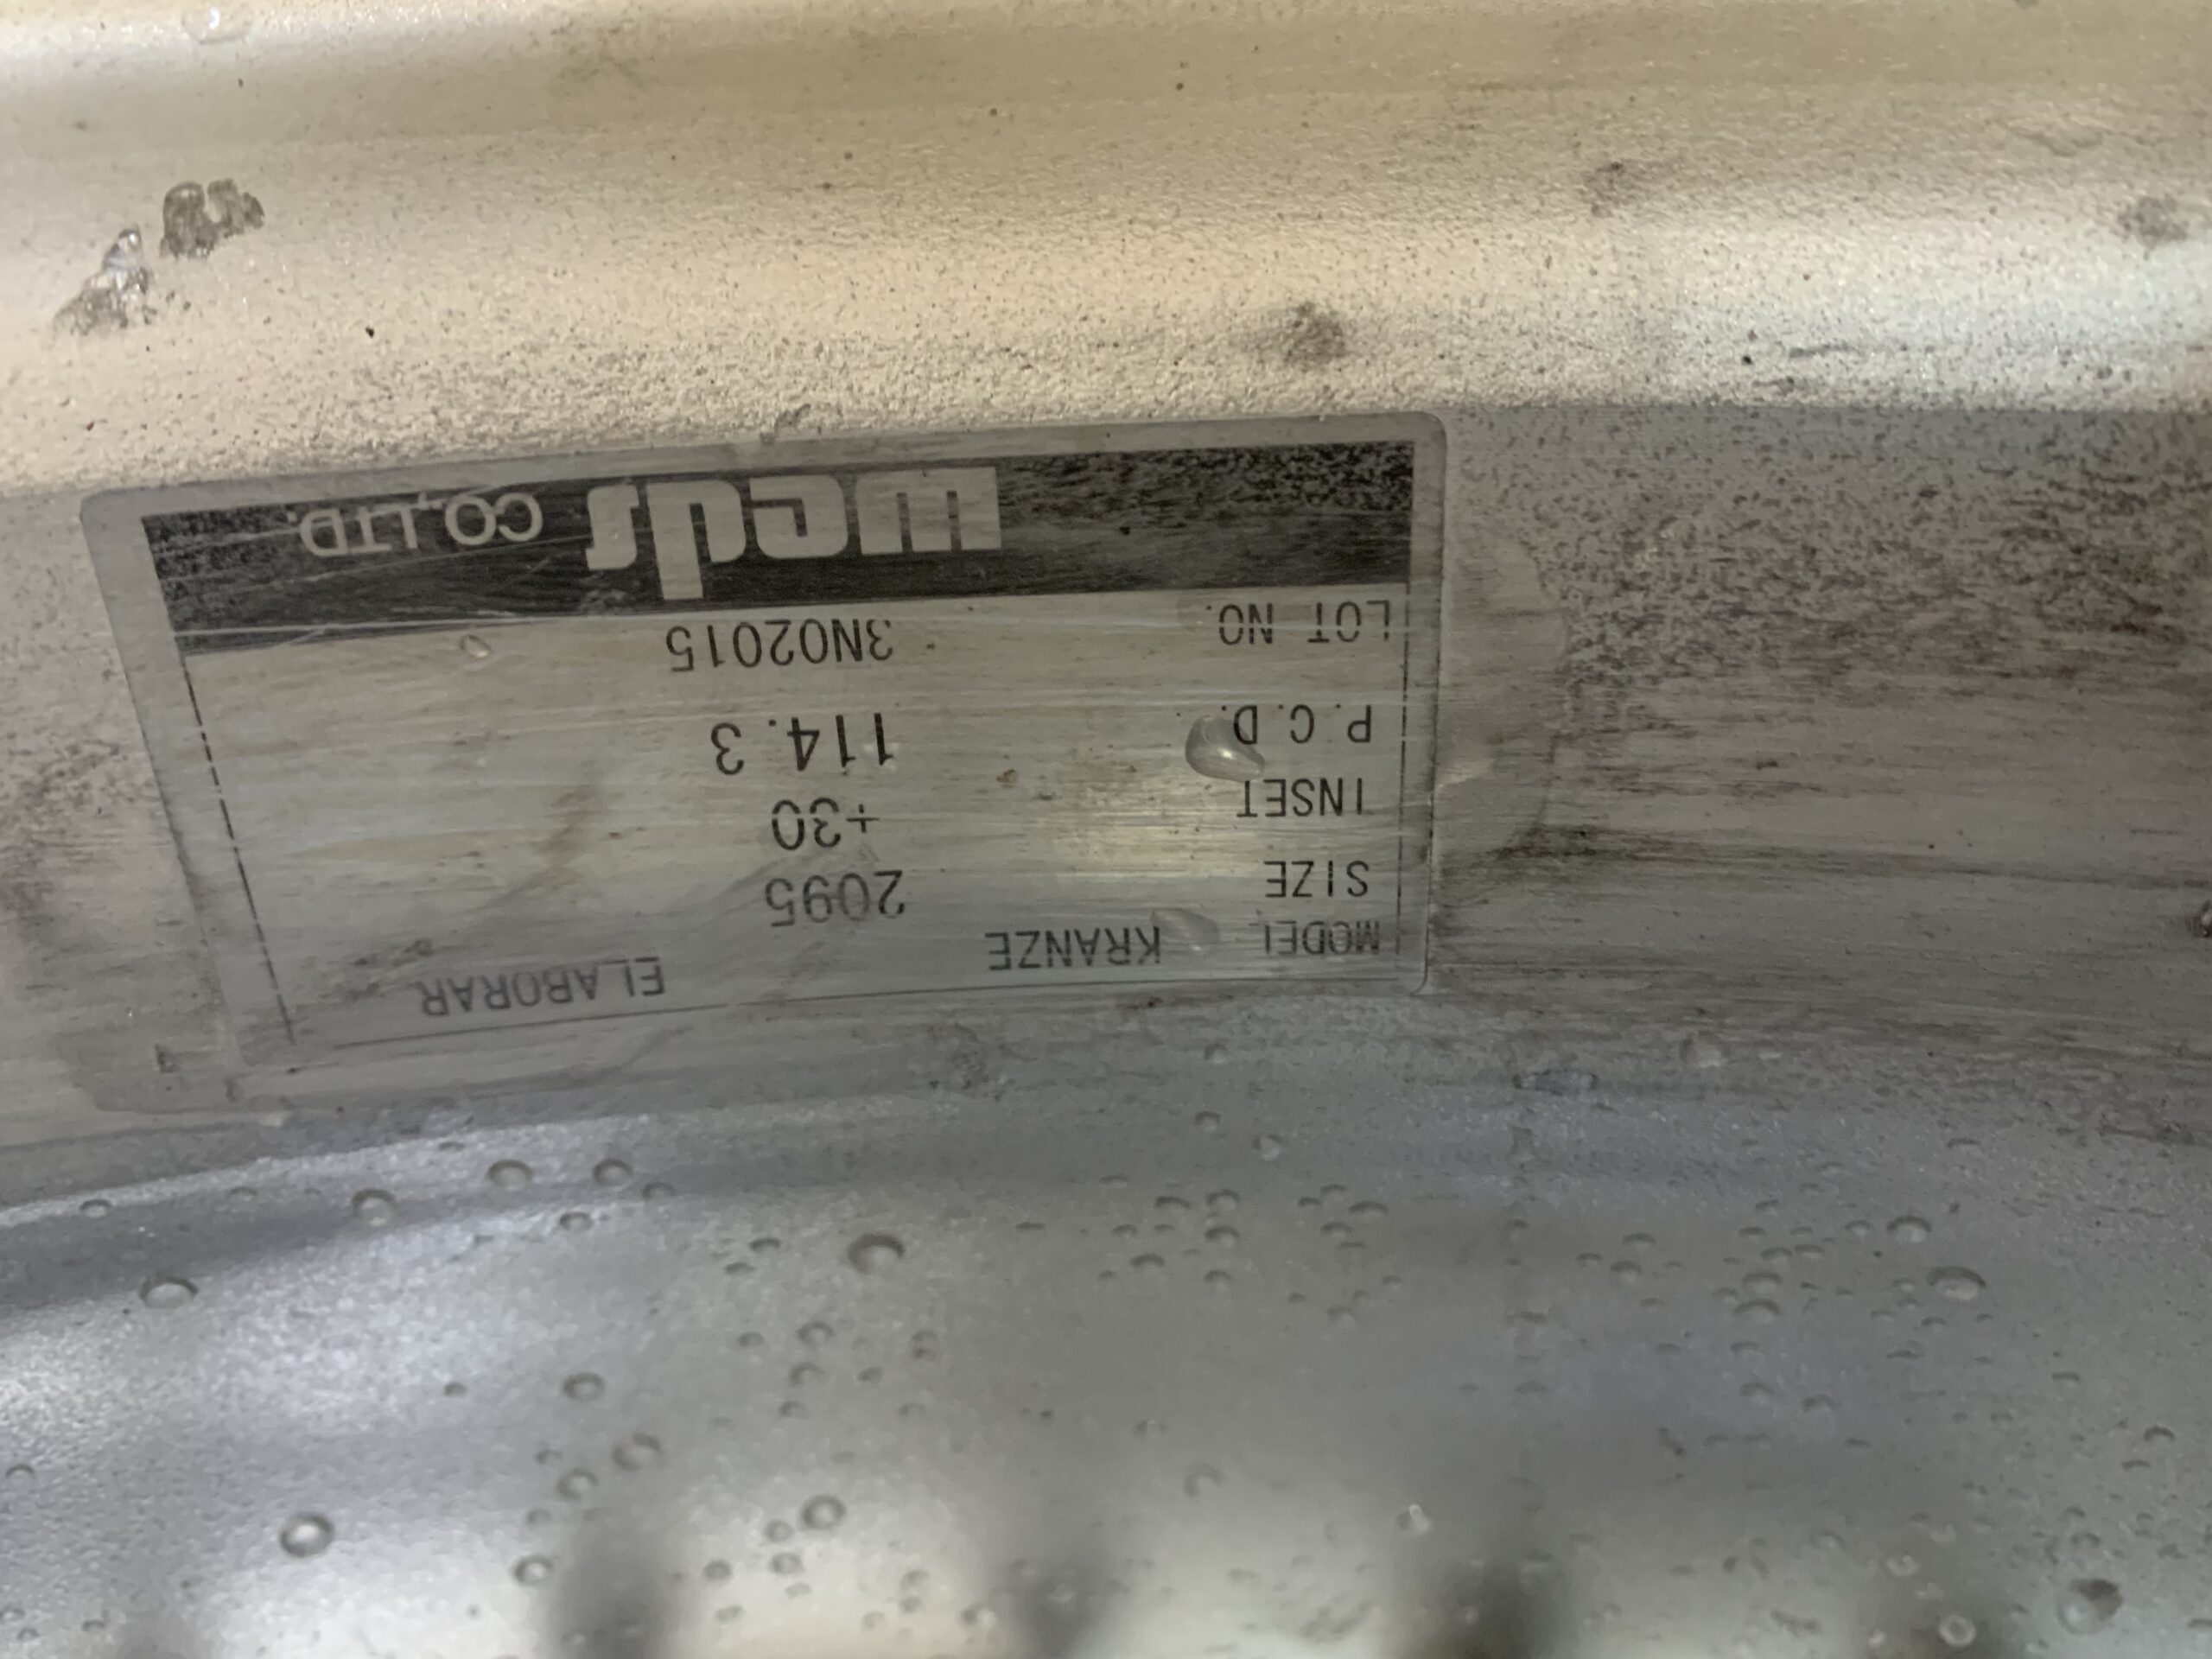 MODEL KRANZE ELABORAR
SIZE 2095
INSET +30
P.C.D. 114.3
LOT NO. 3N02015
weds CO.,LTD.